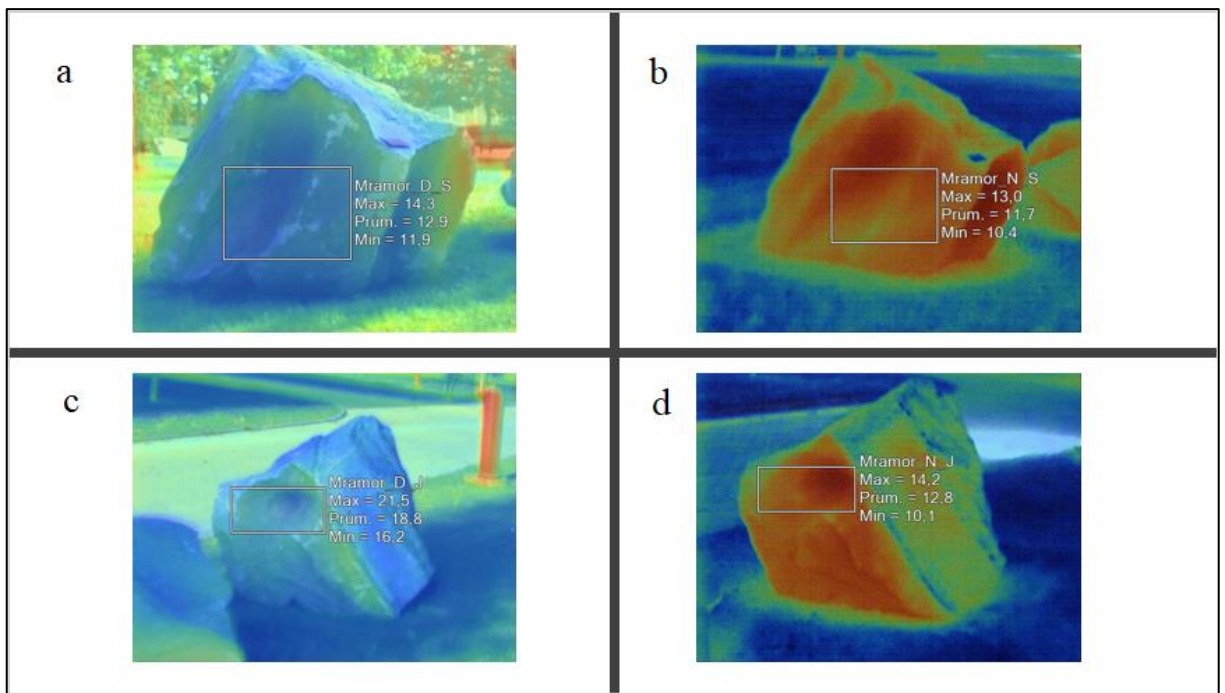 a
Mramor_D_S
Max = 14,3
Prum. = 12,9
Min = 11,9
b
Mramor_N_S
Max = 13,0
Prum. = 11,7
Min = 10,4
c
Mramor_D_J
Max = 21,5
Prum. = 18,8
Min = 16,2
d
Mramor_N_J
Max = 14,2
Prum. = 12,8
Min = 10,1